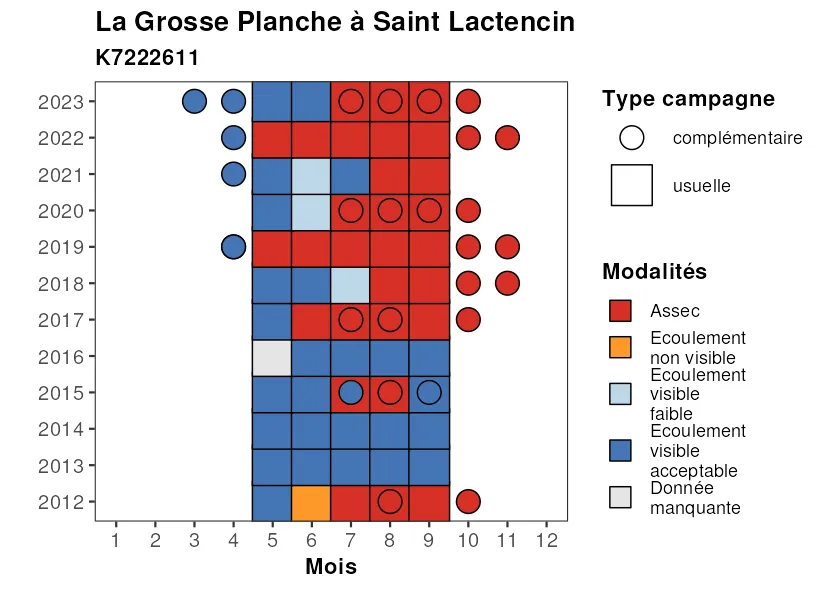 La Grosse Planche à Saint Lactencin
K7222611
2023
2022
2021
2020
2019
2018
2017
2016
2015
2014
2013
2012
1 2 3 4 5 6 7 8 9 10 11 12
Mois
Type campagne
complémentaire
usuelle
Modalités
Assec
Ecoulement
non visible
Ecoulement
visible
faible
Ecoulement
visible
acceptable
Donnée
manquante